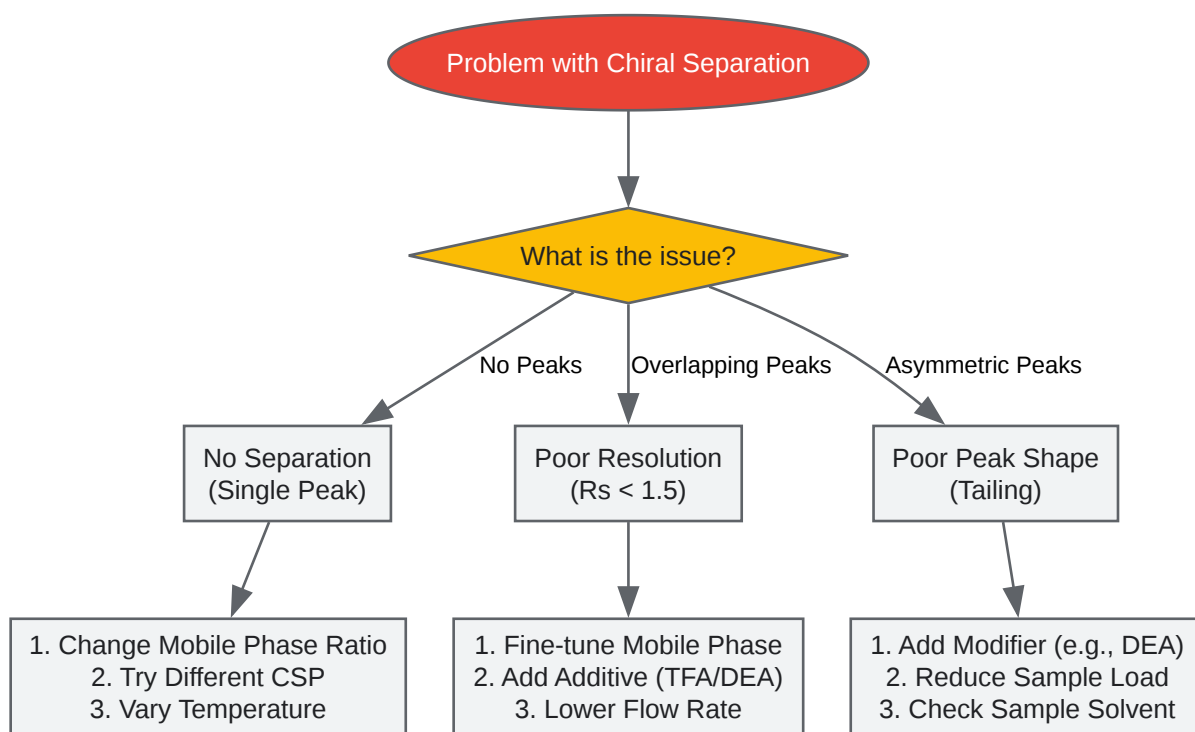 Problem with Chiral Separation
What is the issue?
No Peaks
Overlapping Peaks
Asymmetric Peaks
No Separation
(Single Peak)
Poor Resolution
(Rs < 1.5)
Poor Peak Shape
(Tailing)
1. Change Mobile Phase Ratio
2. Try Different CSP
3. Vary Temperature
1. Fine-tune Mobile Phase
2. Add Additive (TFA/DEA)
3. Lower Flow Rate
1. Add Modifier (e.g., DEA)
2. Reduce Sample Load
3. Check Sample Solvent